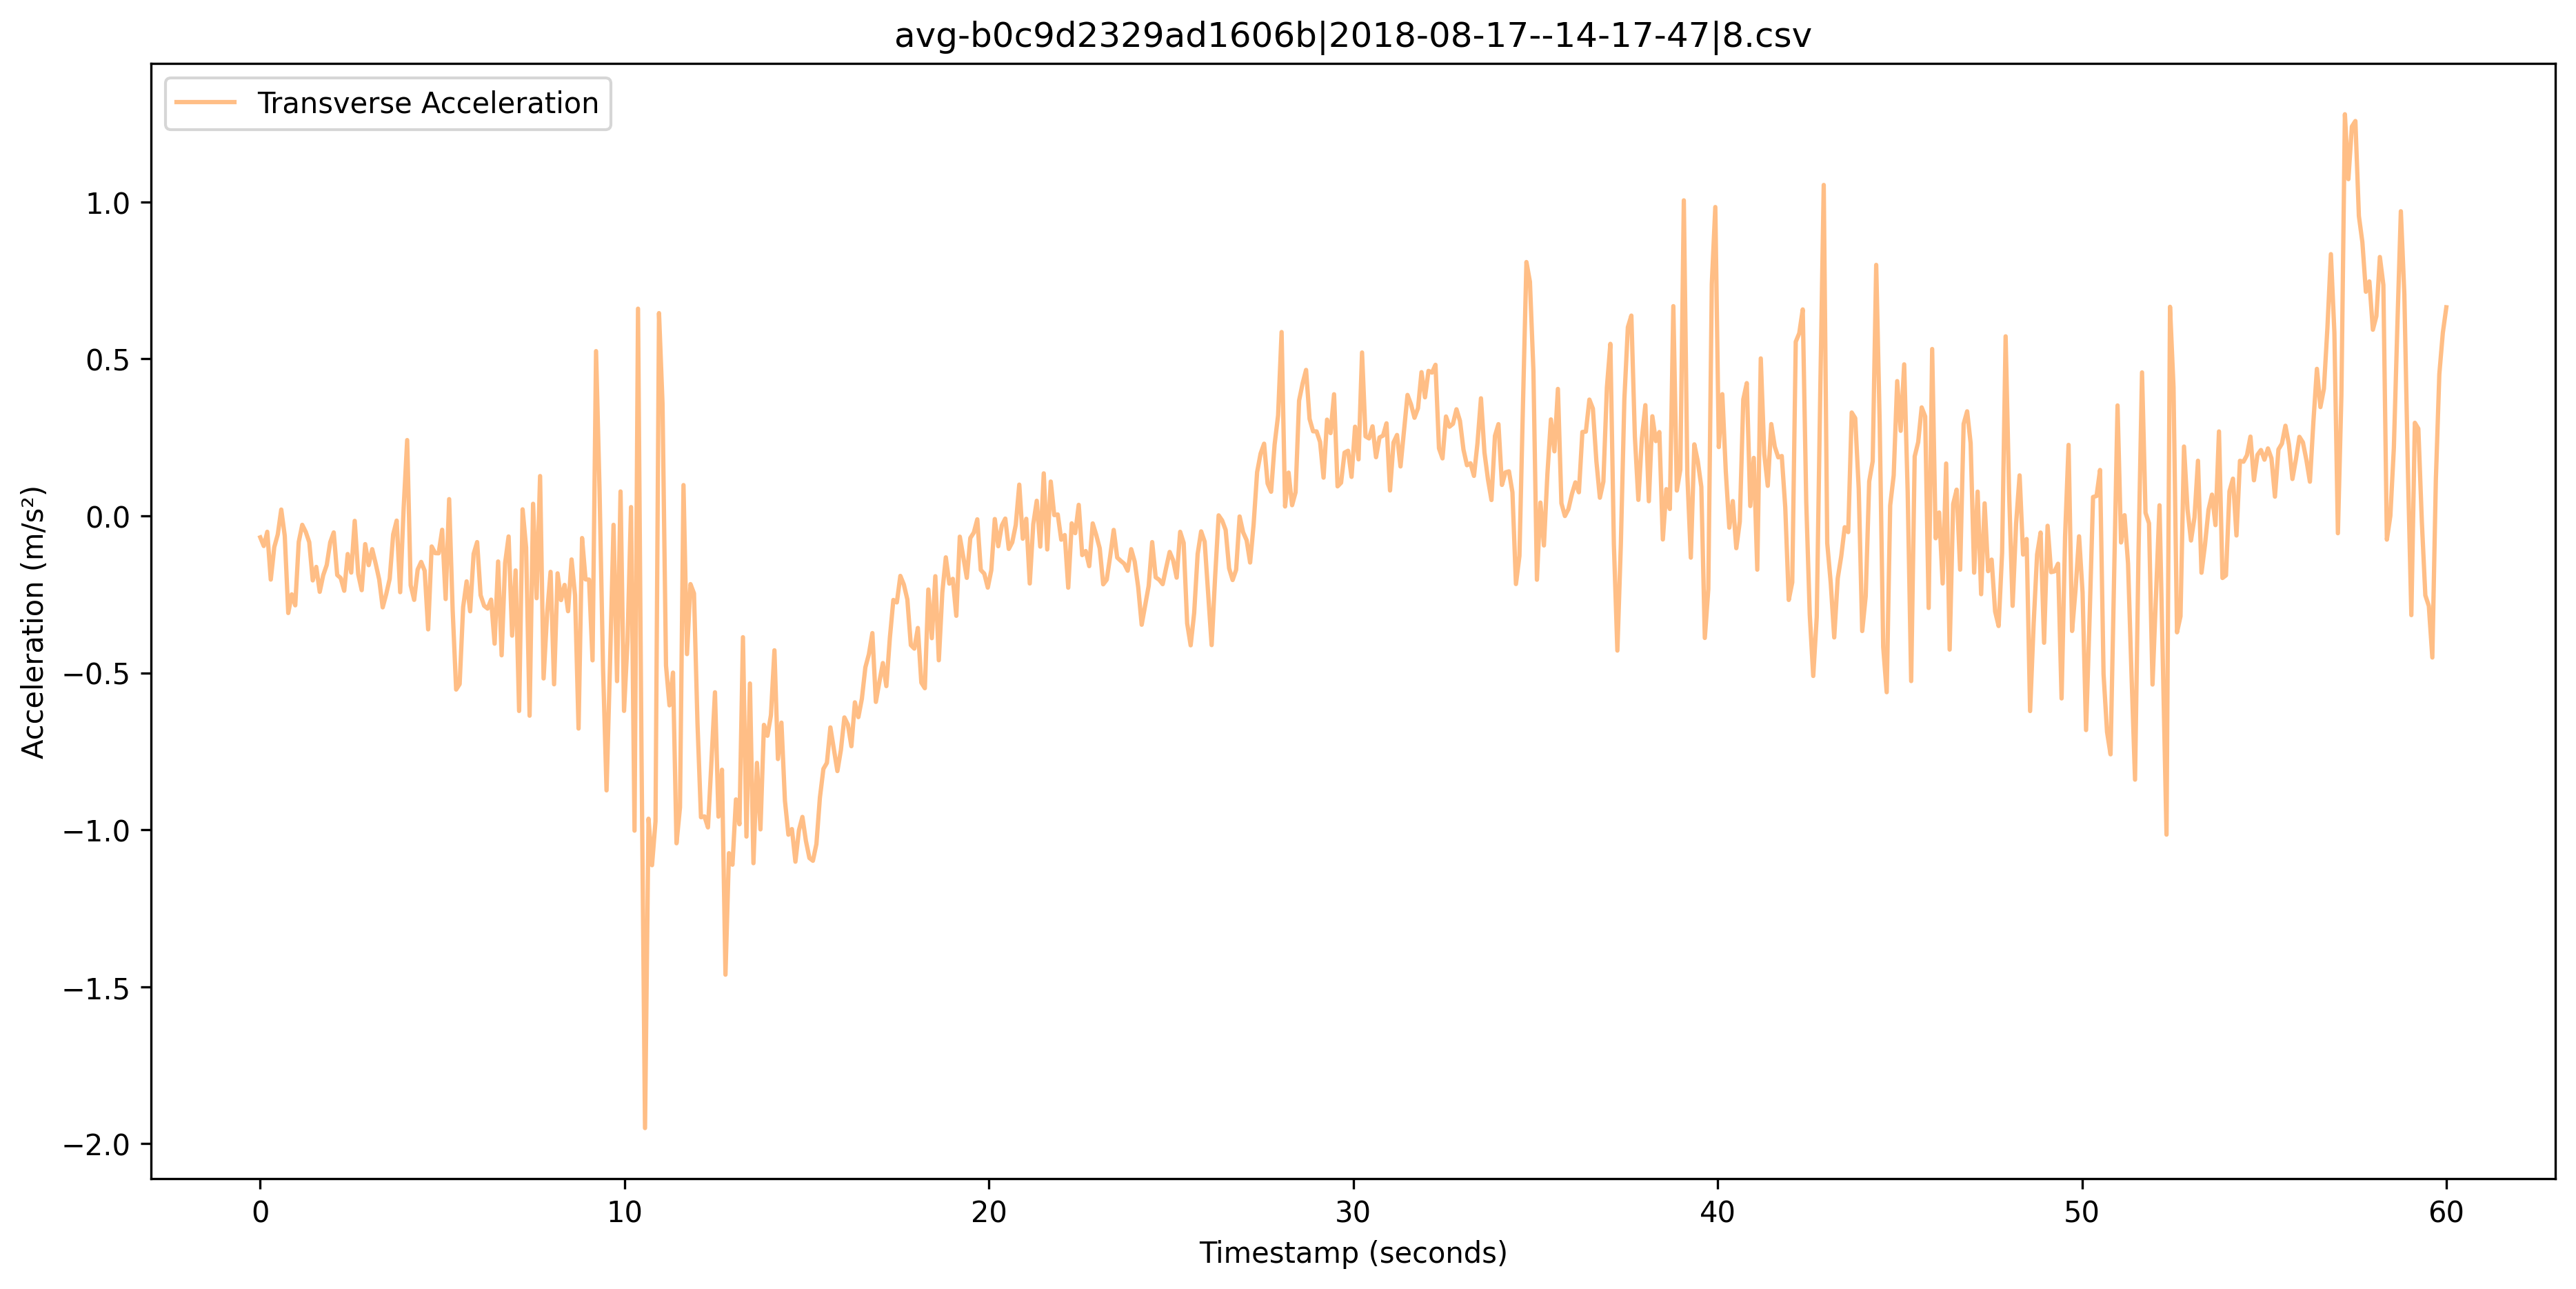 avg-b0c9d2329ad1606b|2018-08-17--14-17-47|8.csv
Transverse Acceleration
Acceleration (m/s²)
1.0
0.5
0.0
−0.5
−1.0
−1.5
−2.0
0 10 20 30 40 50 60
Timestamp (seconds)